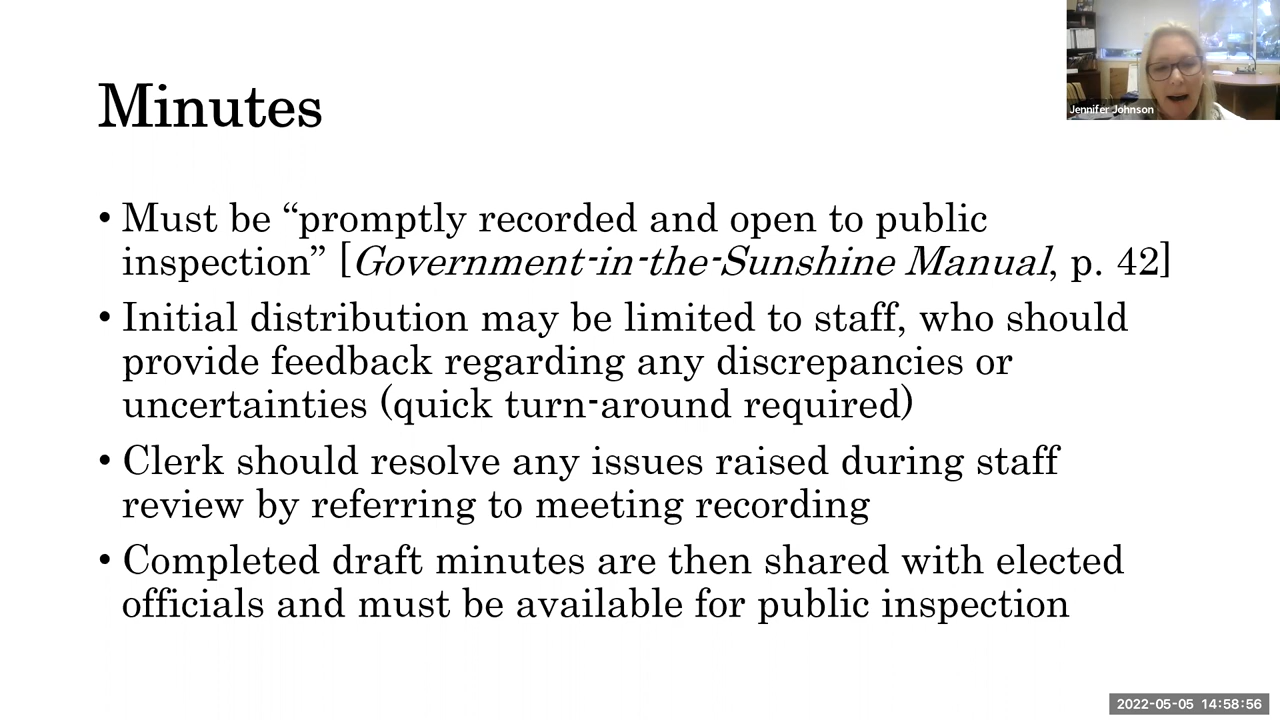 Jennifer Johnson
Minutes
• Must be “promptly recorded and open to public
inspection” [Government-in-the-Sunshine Manual, p. 42]
• Initial distribution may be limited to staff, who should
provide feedback regarding any discrepancies or
uncertainties (quick turn-around required)
• Clerk should resolve any issues raised during staff
review by referring to meeting recording
• Completed draft minutes are then shared with elected
officials and must be available for public inspection
2022-05-05 14:58:56